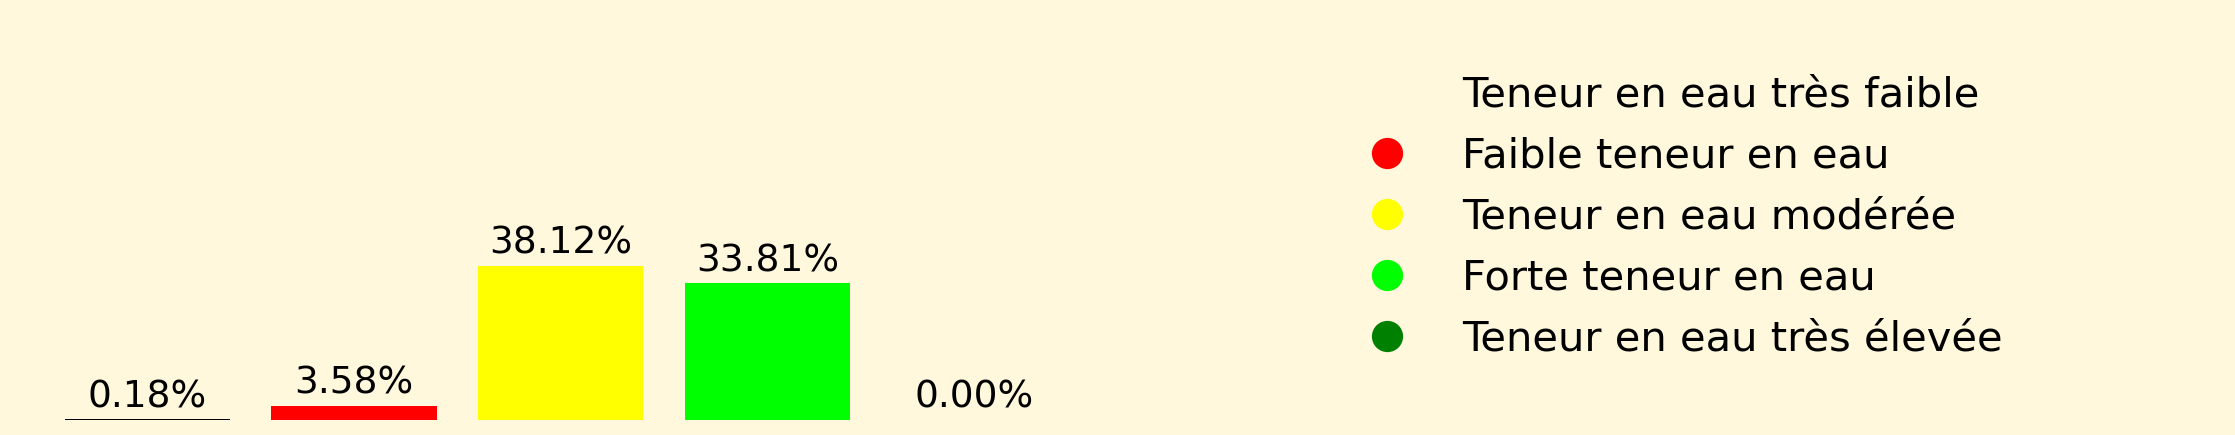 0.18%
3.58%
38.12%
33.81%
0.00%
Teneur en eau très faible
Faible teneur en eau
Teneur en eau modérée
Forte teneur en eau
Teneur en eau très élevée